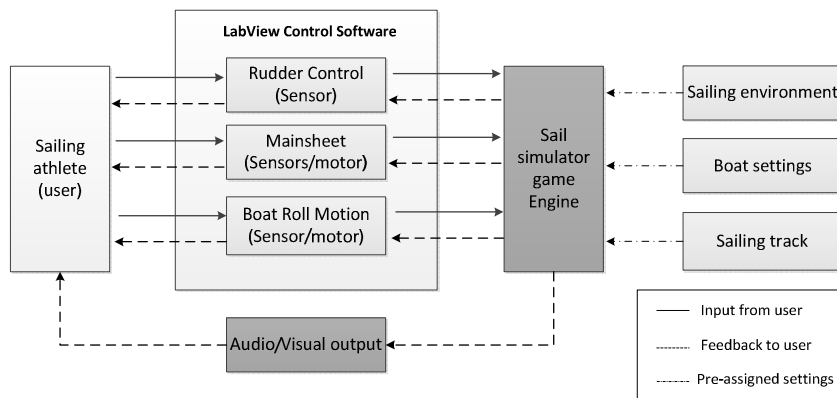 LabView Control Software
Rudder Control
(Sensor)
Mainsheet
(Sensors/motor)
Boat Roll Motion
(Sensor/motor)
Sailing
athlete
(user)
Sail
simulator
game
Engine
Sailing environment
Boat settings
Sailing track
Audio/Visual output
Input from user
Feedback to user
Pre-assigned settings